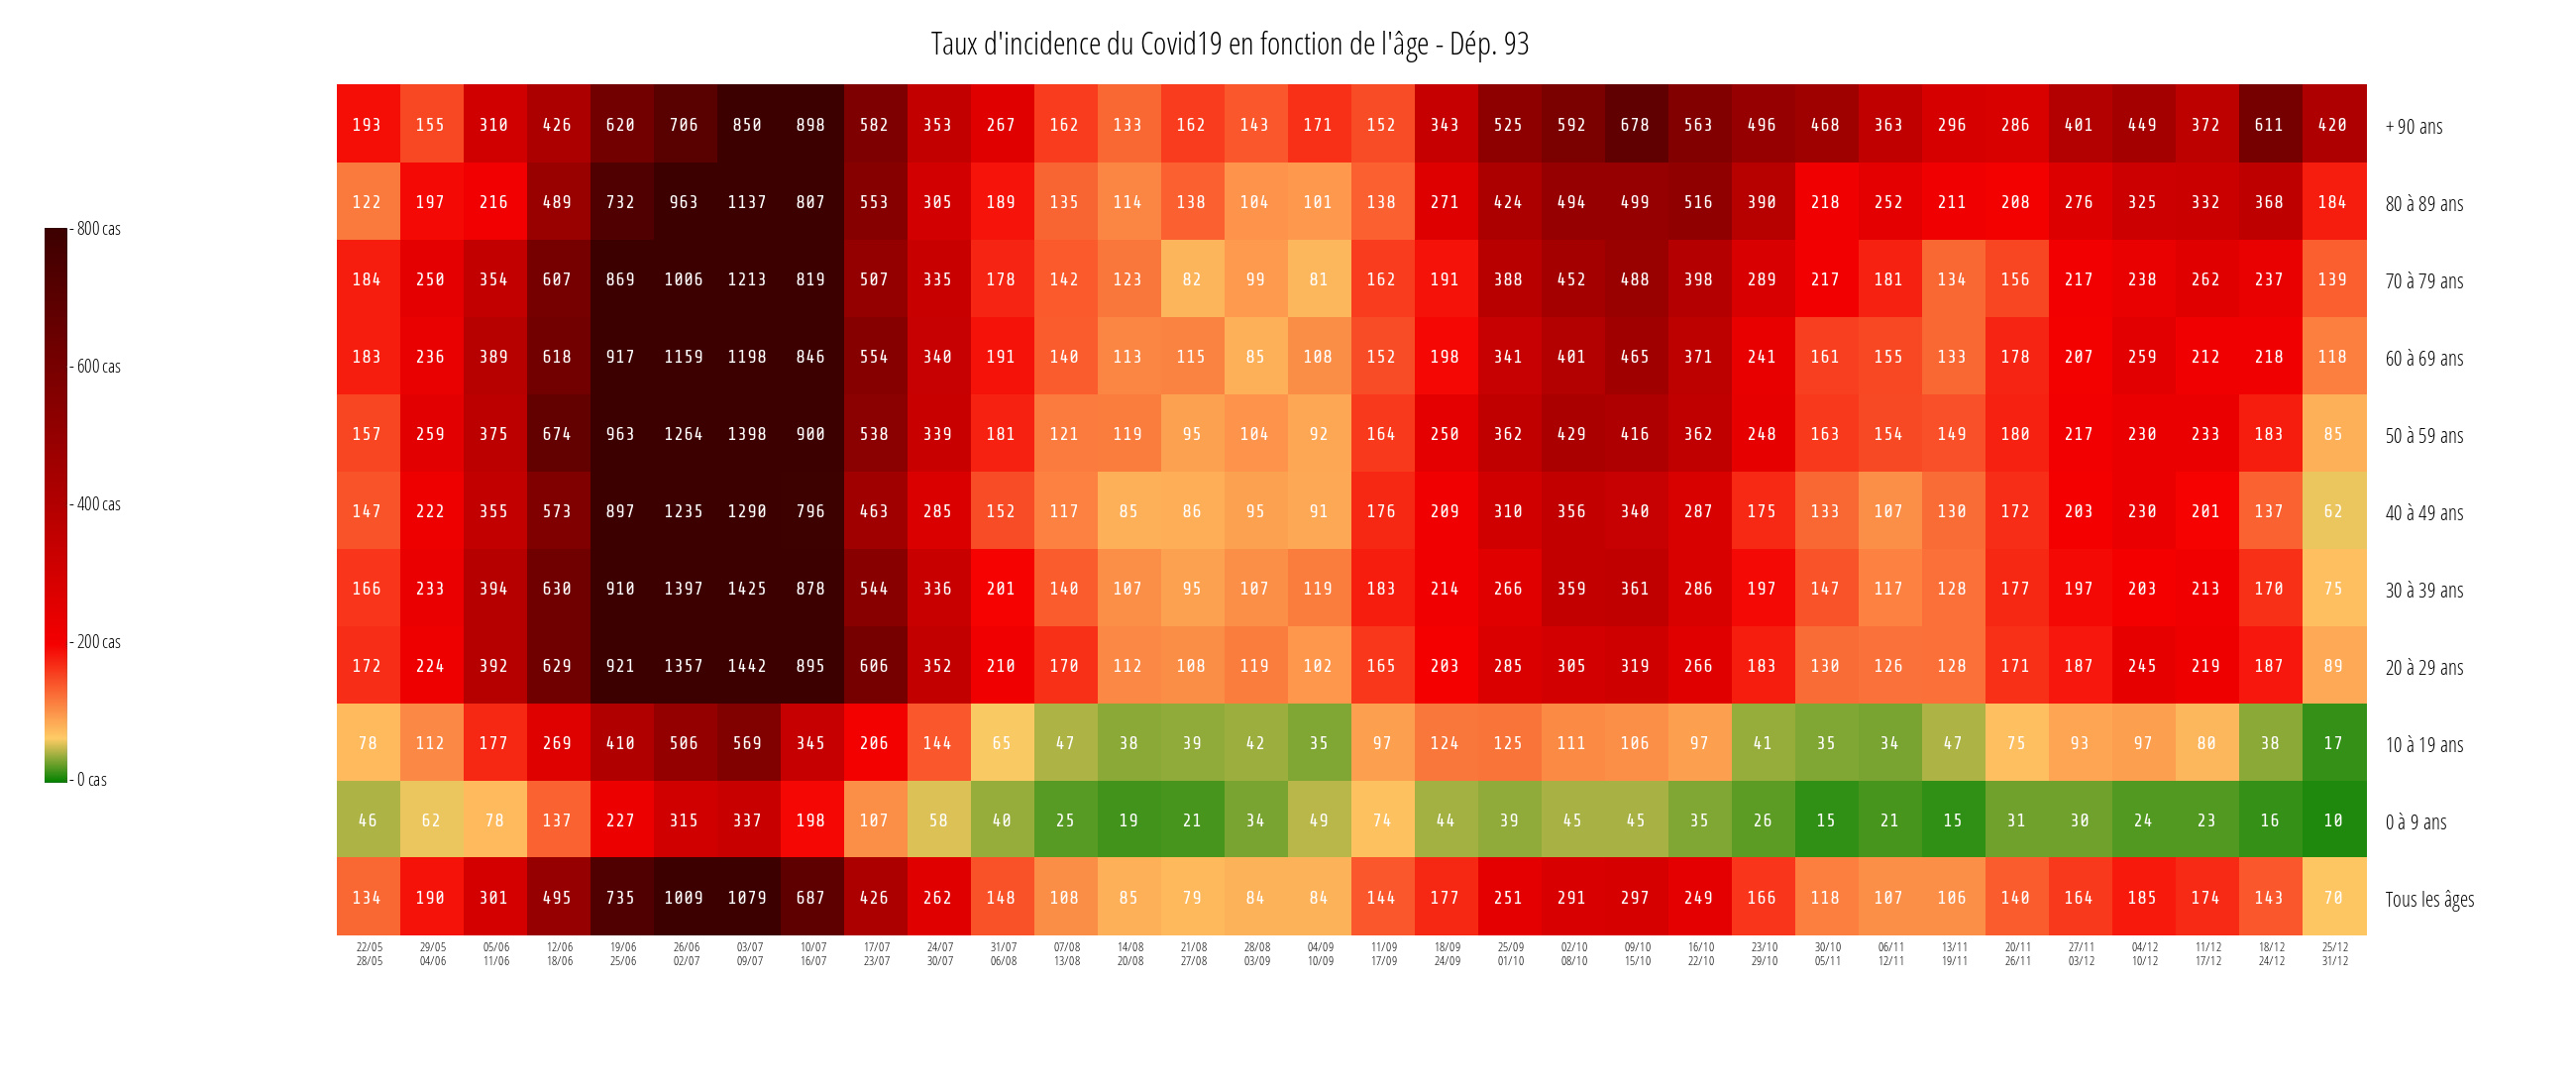 Taux d'incidence du Covid19 en fonction de l'âge - Dép. 93
- 800 cas
- 600 cas
- 400 cas
- 200 cas
- 0 cas
193 155 310 426 620 706 850 898 582 353 267 162 133 162 143 171 152 343 525 592 678 563 496 468 363 296 286 401 449 372 611 420 + 90 ans
122 197 216 489 732 963 1137 807 553 305 189 135 114 138 104 101 138 271 424 494 499 516 390 218 252 211 208 276 325 332 368 184 80 à 89 ans
184 250 354 607 869 1006 1213 819 507 335 178 142 123 82 99 81 162 191 388 452 488 398 289 217 181 134 156 217 238 262 237 139 70 à 79 ans
183 236 389 618 917 1159 1198 846 554 340 191 140 113 115 85 108 152 198 341 401 465 371 241 161 155 133 178 207 259 212 218 118 60 à 69 ans
157 259 375 674 963 1264 1398 900 538 339 181 121 119 95 104 92 164 250 362 429 416 362 248 163 154 149 180 217 230 233 183 85 50 à 59 ans
147 222 355 573 897 1235 1290 796 463 285 152 117 85 86 95 91 176 209 310 356 340 287 175 133 107 130 172 203 230 201 137 62 40 à 49 ans
166 233 394 630 910 1397 1425 878 544 336 201 140 107 95 107 119 183 214 266 359 361 286 197 147 117 128 177 197 203 213 170 75 30 à 39 ans
172 224 392 629 921 1357 1442 895 606 352 210 170 112 108 119 102 165 203 285 305 319 266 183 130 126 128 171 187 245 219 187 89 20 à 29 ans
78 112 177 269 410 506 569 345 206 144 65 47 38 39 42 35 97 124 125 111 106 97 41 35 34 47 75 93 97 80 38 17 10 à 19 ans
46 62 78 137 227 315 337 198 107 58 40 25 19 21 34 49 74 44 39 45 45 35 26 15 21 15 31 30 24 23 16 10 0 à 9 ans
134 190 301 495 735 1009 1079 687 426 262 148 108 85 79 84 84 144 177 251 291 297 249 166 118 107 106 140 164 185 174 143 70 Tous les âges
22/05 29/05 05/06 12/06 19/06 26/06 03/07 10/07 17/07 24/07 31/07 07/08 14/08 21/08 28/08 04/09 11/09 18/09 25/09 02/10 09/10 16/10 23/10 30/10 06/11 13/11 20/11 27/11 04/12 11/12 18/12 25/12
28/05 04/06 11/06 18/06 25/06 02/07 09/07 16/07 23/07 30/07 06/08 13/08 20/08 27/08 03/09 10/09 17/09 24/09 01/10 08/10 15/10 22/10 29/10 05/11 12/11 19/11 26/11 03/12 10/12 17/12 24/12 31/12